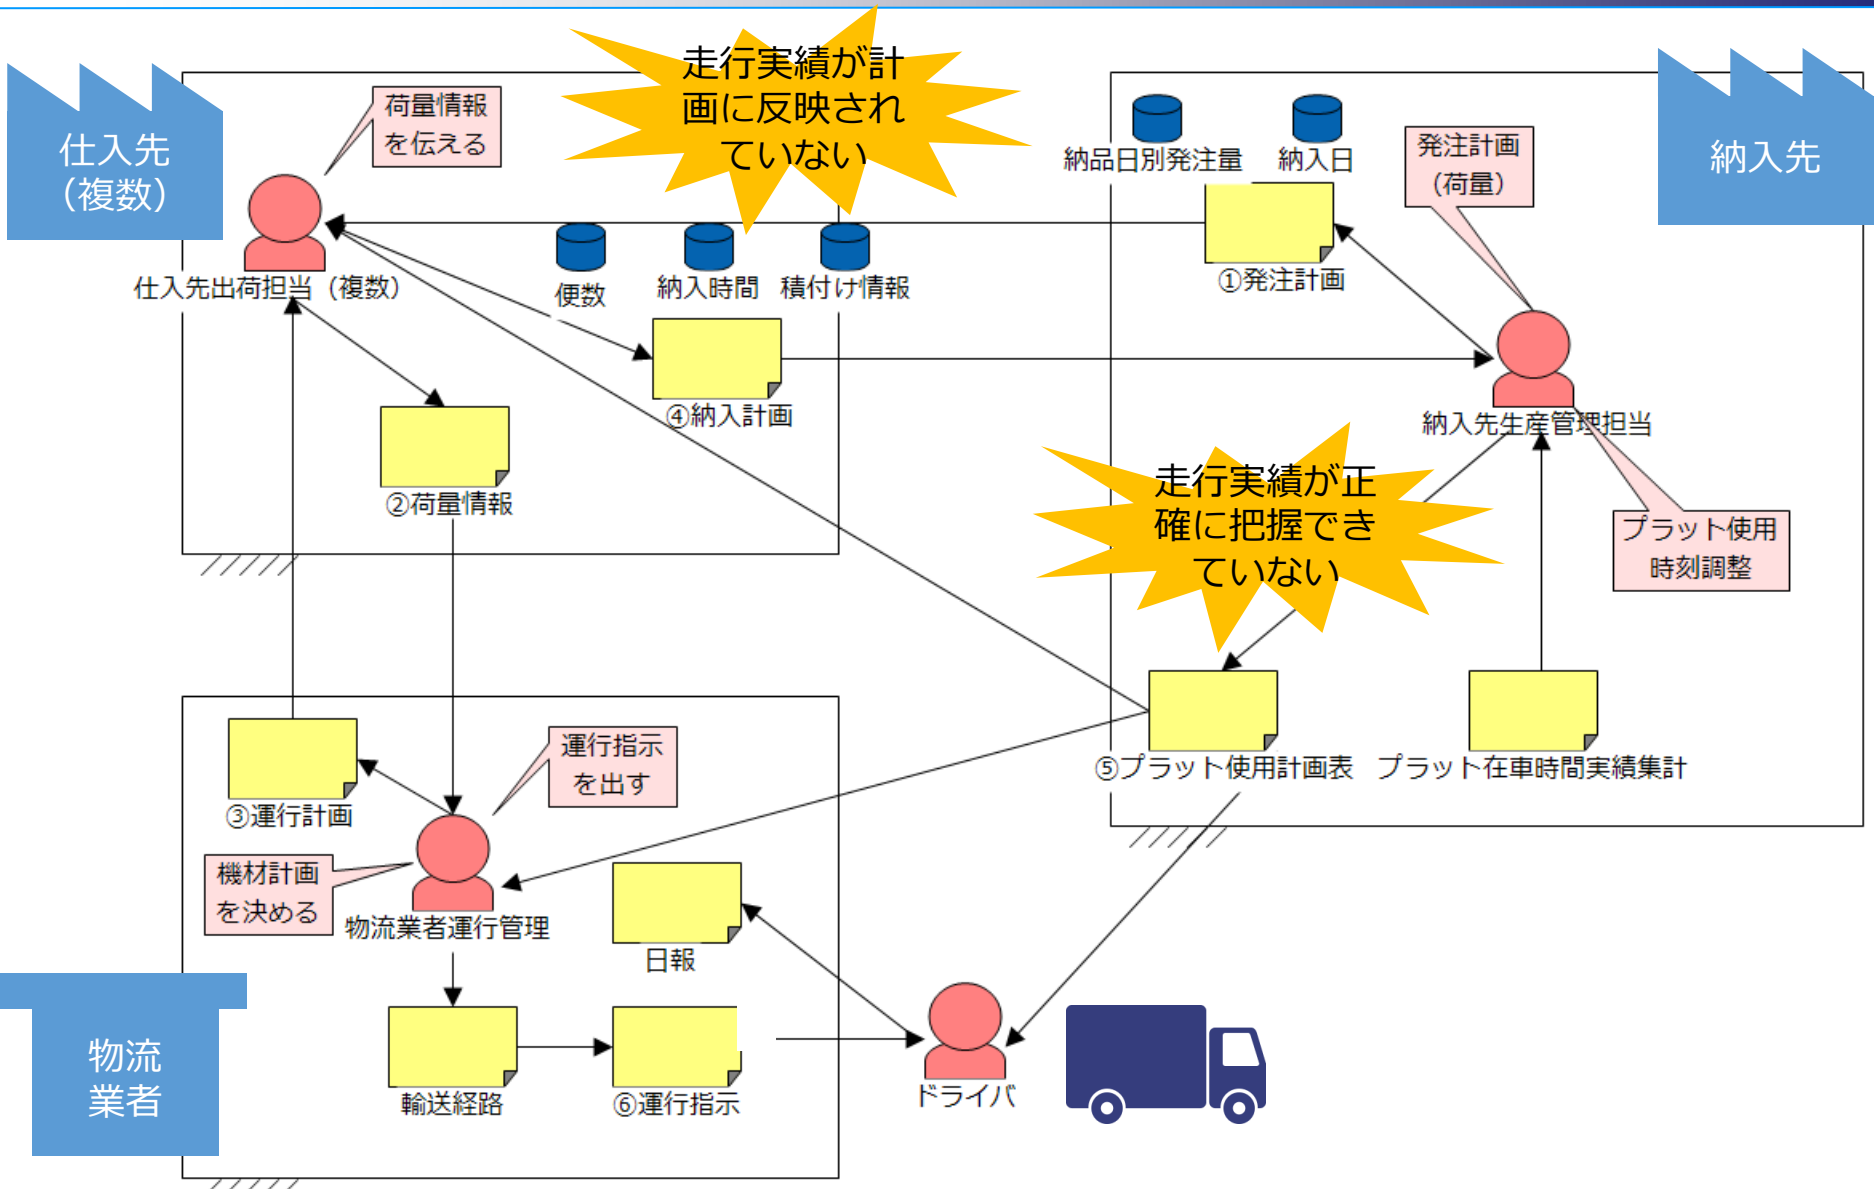 走行実績が計
画に反映され
ていない
仕入先
（複数）
荷量情報
を伝える
仕入先出荷担当（複数）
便数
納入時間
積付け情報
④納入計画
②荷量情報
納品日別発注量
納入日
発注計画
（荷量）
納入先
①発注計画
納入先生産管理担当
走行実績が正
確に把握でき
ていない
プラット使用
時刻調整
⑤プラット使用計画表
プラット在車時間実績集計
③運行計画
運行指示
を出す
機材計画
を決める
物流業者運行管理
日報
物流
業者
輸送経路
⑥運行指示
ドライバ